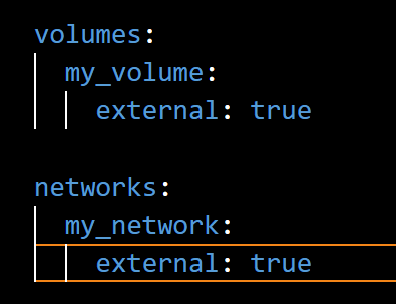 volumes:
  my_volume:
    external: true

networks:
  my_network:
    external: true